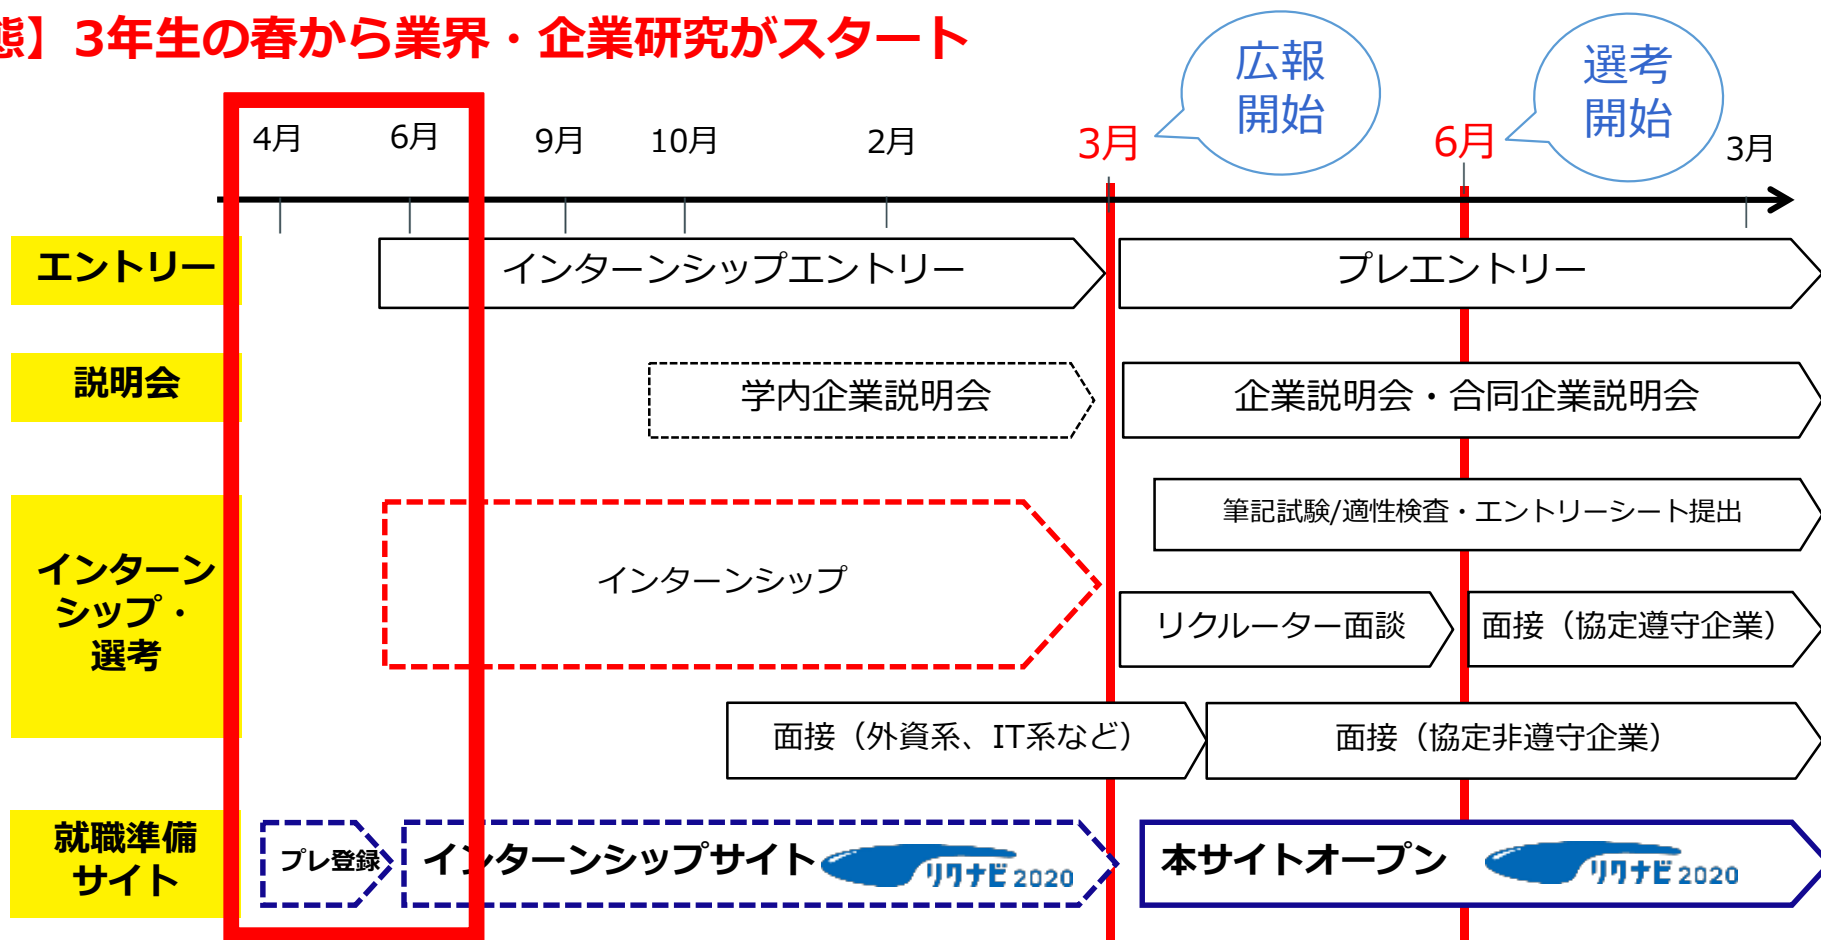 態】3年生の春から業界・企業研究がスタート
広報
開始
選考
開始
4月
6月
9月
10月
2月
3月
6月
3月
エントリー
インターンシップエントリー
プレエントリー
説明会
学内企業説明会
企業説明会・合同企業説明会
インターン
シップ・
選考
インターンシップ
筆記試験/適性検査・エントリーシート提出
リクルーター面談
面接（協定遵守企業）
面接（外資系、IT系など）
面接（協定非遵守企業）
就職準備
サイト
プレ登録
インターンシップサイト
リクナビ2020
本サイトオープン
リクナビ2020